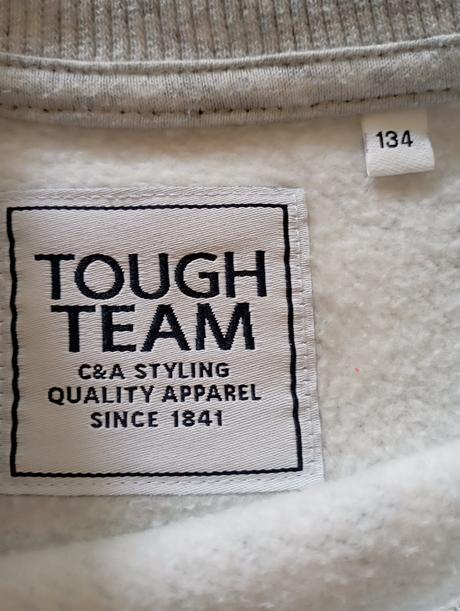 134
TOUGH
TEAM
C&A STYLING
QUALITY APPAREL
SINCE 1841